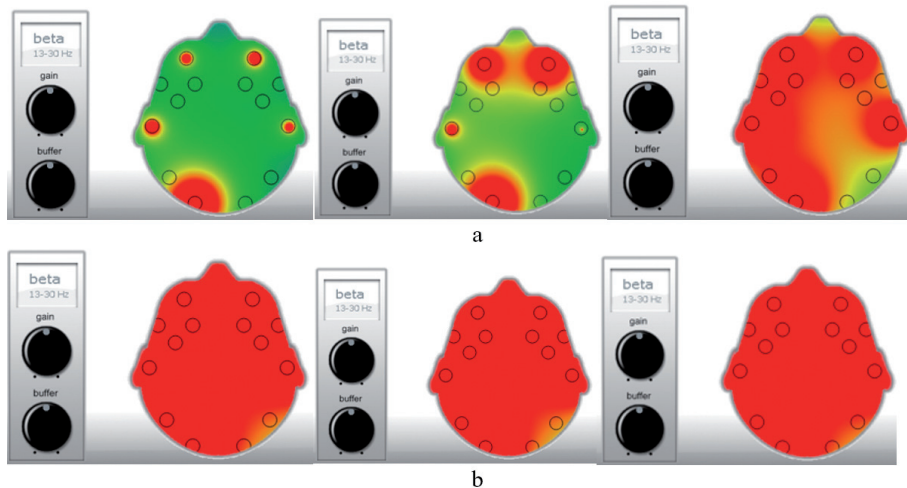 beta
13-30 Hz
gain
buffer
beta
13-30 Hz
gain
buffer
beta
13-30 Hz
gain
buffer
a
beta
13-30 Hz
gain
buffer
beta
13-30 Hz
gain
buffer
beta
13-30 Hz
gain
buffer
b